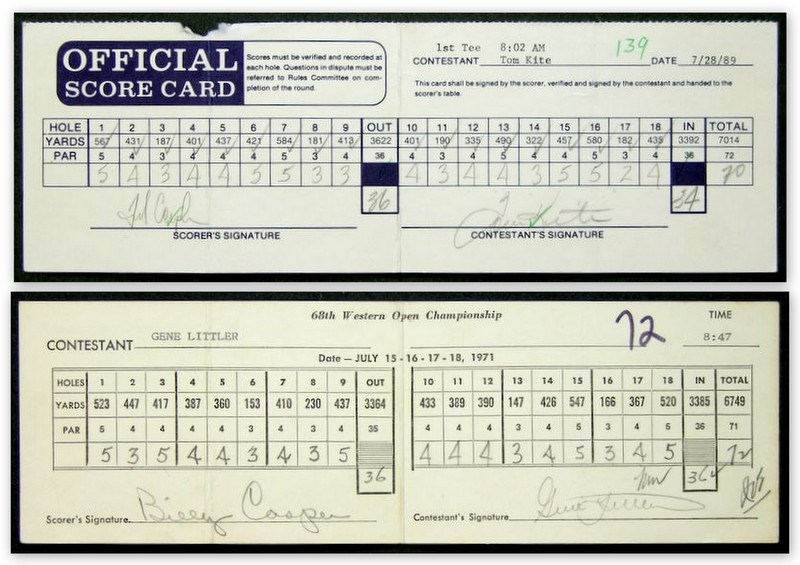 OFFICIAL
SCORE CARD
Scores must be verified and recorded at
each hole. Questions in dispute must be
referred to Rules Committee on com-
pletion of the round.
1st Tee 8:02 AM 139
CONTESTANT Tom Kite DATE 7/28/89
This card shall be signed by the scorer, verified and signed by the contestant and handed to the
scorer's table.
HOLE 1 2 3 4 5 6 7 8 9 OUT 10 11 12 13 14 15 16 17 18 IN TOTAL
YARDS 567 431 187 401 437 421 584 181 413 3622 401 190 335 490 322 457 580 182 435 3392 7014
PAR 5 4 3 4 4 4 5 3 4 36 4 3 4 5 4 4 5 3 4 36 72
5 4 3 4 4 5 5 3 3 4 3 4 4 3 5 5 2 4 70
36 34
Tom Kite
SCORER'S SIGNATURE CONTESTANT'S SIGNATURE
68th Western Open Championship
72
TIME
CONTESTANT GENE LITTLER 8:47
Date – JULY 15-16-17-18, 1971
HOLES 1 2 3 4 5 6 7 8 9 OUT 10 11 12 13 14 15 16 17 18 IN TOTAL
YARDS 523 447 417 387 360 153 410 230 437 3364 433 389 390 147 426 547 166 367 520 3385 6749
PAR 5 4 4 4 4 3 4 3 4 35 4 4 4 3 4 5 3 4 5 36 71
5 3 5 4 4 3 4 3 5 4 4 4 3 4 5 3 4 5 72
36 36
Scorer's Signature Billy Casper Contestant's Signature Gene Littler